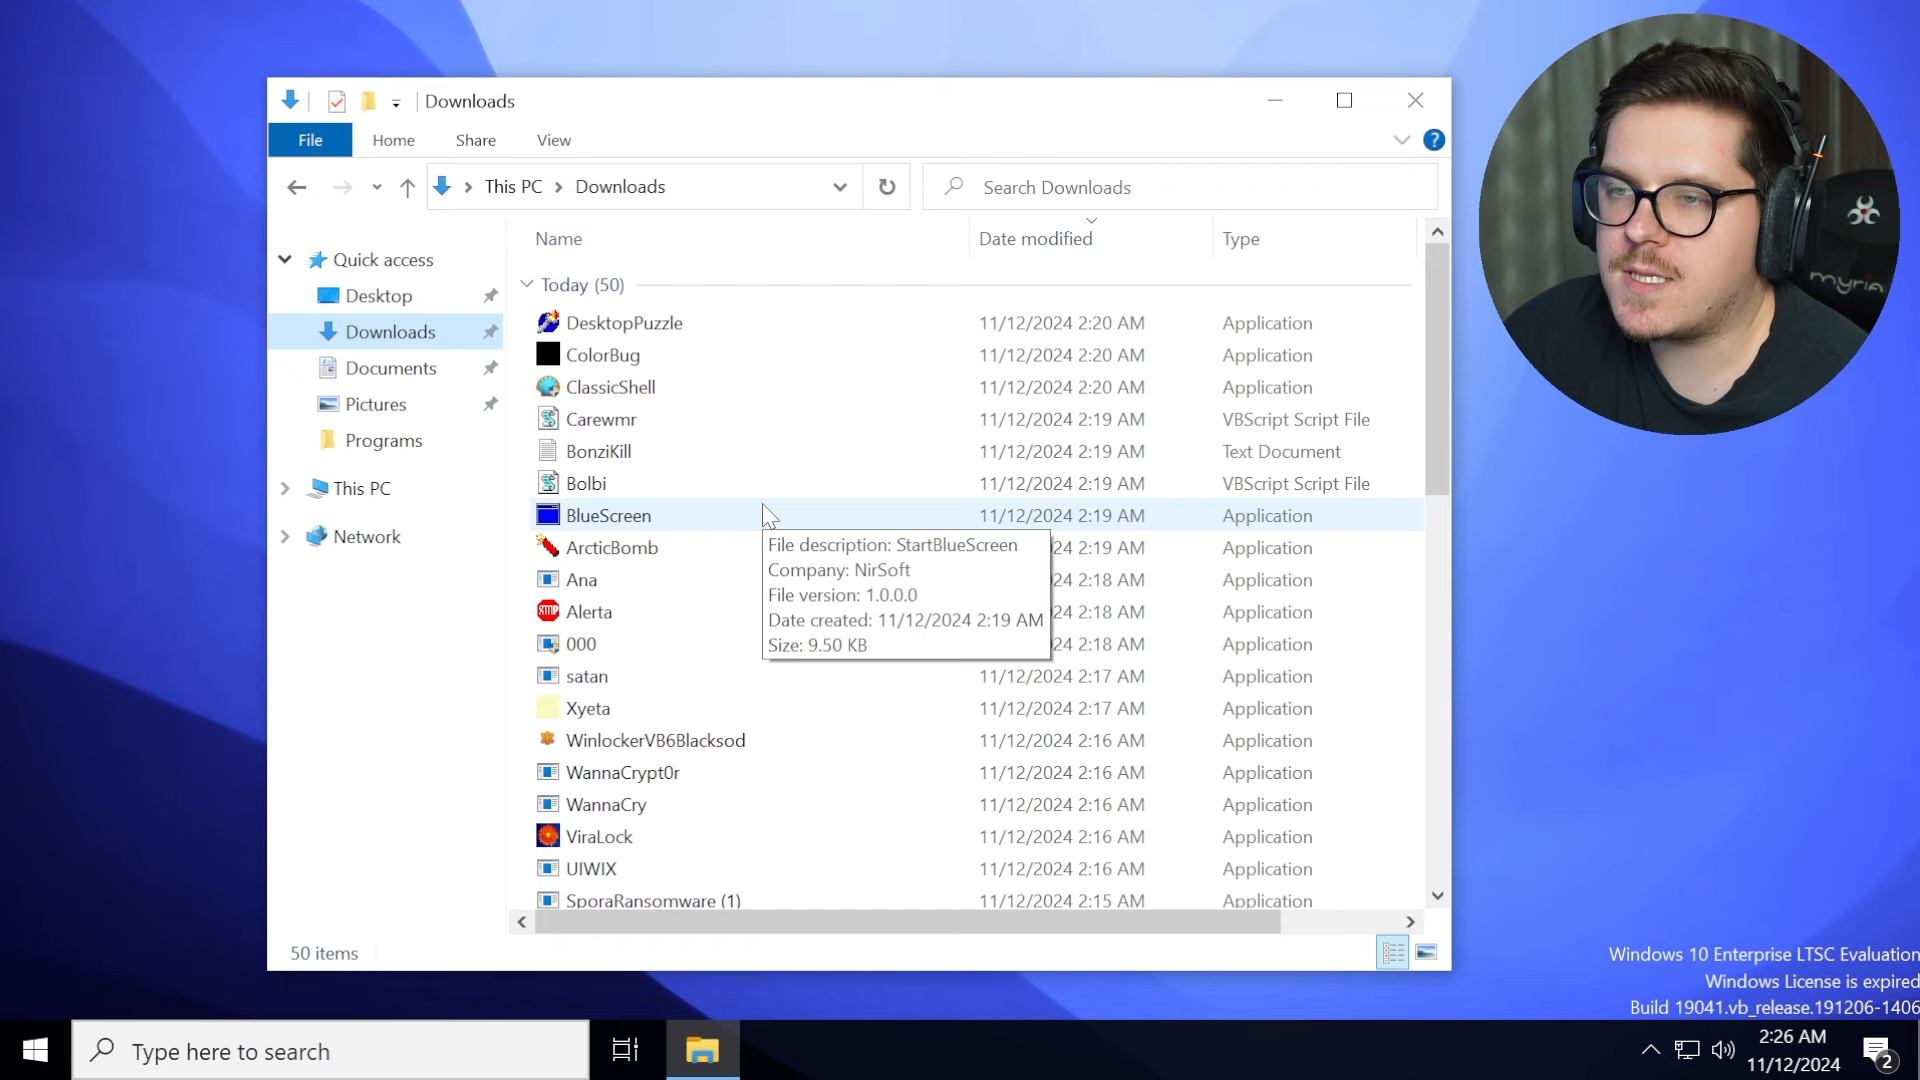 Downloads
File Home Share View
This PC Downloads
Search Downloads
Name Date modified Type
Quick access
Desktop
Downloads
Documents
Pictures
Programs
This PC
Network
Today (50)
DesktopPuzzle 11/12/2024 2:20 AM Application
ColorBug 11/12/2024 2:20 AM Application
ClassicShell 11/12/2024 2:20 AM Application
Carewmr 11/12/2024 2:19 AM VBScript Script File
BonziKill 11/12/2024 2:19 AM Text Document
Bolbi 11/12/2024 2:19 AM VBScript Script File
BlueScreen 11/12/2024 2:19 AM Application
ArcticBomb 24 2:19 AM Application
Ana 24 2:18 AM Application
STOP Alerta 24 2:18 AM Application
000 24 2:18 AM Application
satan 11/12/2024 2:17 AM Application
Xyeta 11/12/2024 2:17 AM Application
WinlockerVB6Blacksod 11/12/2024 2:16 AM Application
WannaCrypt0r 11/12/2024 2:16 AM Application
WannaCry 11/12/2024 2:16 AM Application
ViraLock 11/12/2024 2:16 AM Application
UIWIX 11/12/2024 2:16 AM Application
SporaRansomware (1) 11/12/2024 2:15 AM Application
File description: StartBlueScreen
Company: NirSoft
File version: 1.0.0.0
Date created: 11/12/2024 2:19 AM
Size: 9.50 KB
50 items
myria
Windows 10 Enterprise LTSC Evaluation
Windows License is expired
Build 19041.vb_release.191206-1406
Type here to search
2:26 AM
11/12/2024
2